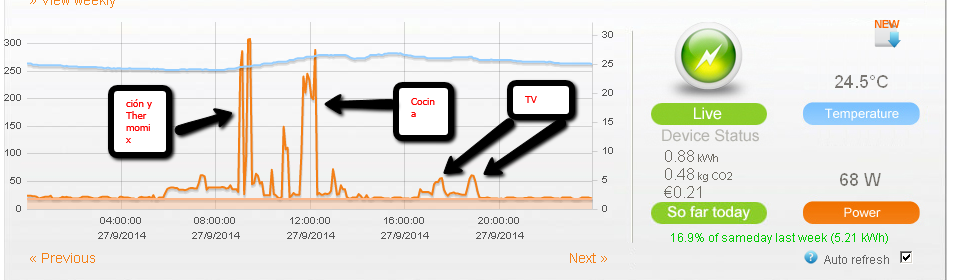 » View weekly
300
250
200
150
100
50
0
30
25
20
15
10
5
0
ción y
Ther
momi
x
Cocin
a
TV
04:00:00
27/9/2014
08:00:00
27/9/2014
12:00:00
27/9/2014
16:00:00
27/9/2014
20:00:00
27/9/2014
« Previous
Next »
NEW
24.5°C
Live
Temperature
Device Status
0.88 kWh
0.48 kg CO2
€0.21
68 W
So far today
Power
16.9% of sameday last week (5.21 kWh)
? Auto refresh